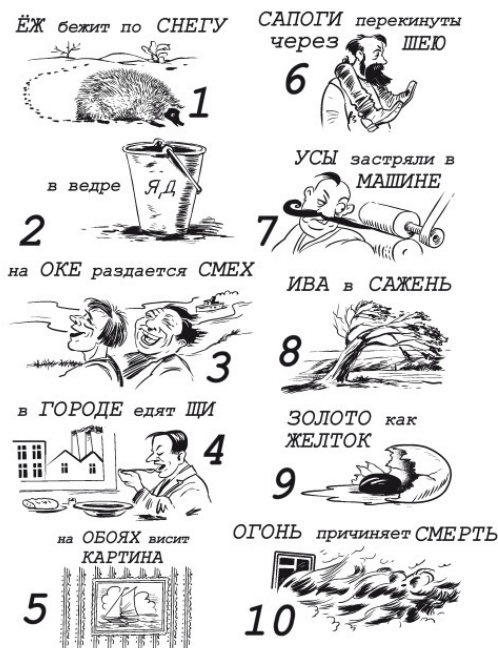 ЁЖ бежит по СНЕГУ
1
в ведре ЯД
2
на ОКЕ раздается СМЕХ
3
в ГОРОДЕ едят ЩИ
4
на ОБОЯХ висит
КАРТИНА
5
САПОГИ перекинуты
через ШЕЮ
6
УСЫ застряли в
МАШИНЕ
7
ИВА в САЖЕНЬ
8
ЗОЛОТО как
ЖЕЛТОК
9
ОГОНЬ причиняет СМЕРТЬ
10